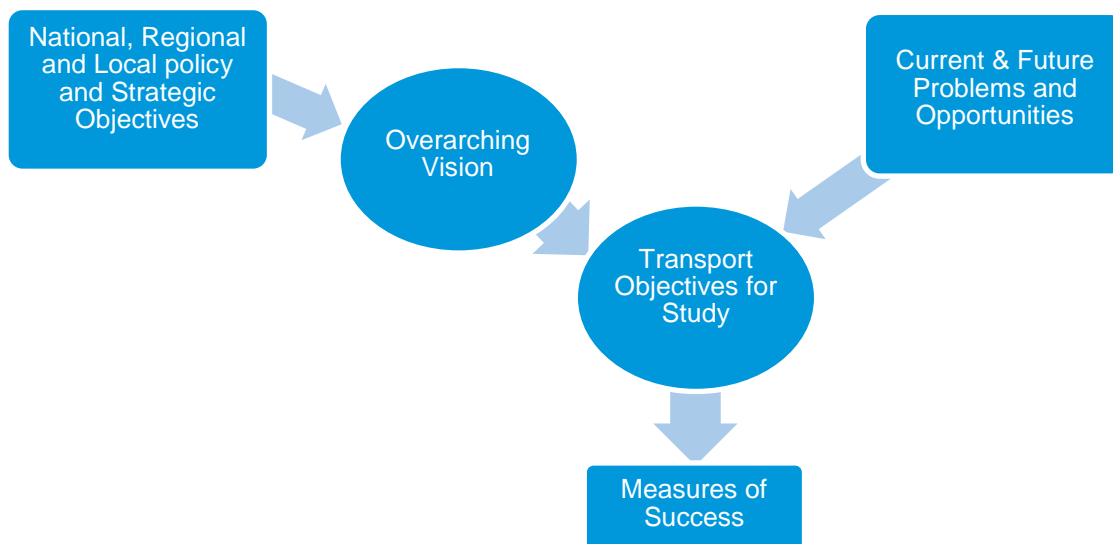 National, Regional
and Local policy
and Strategic
Objectives
Current & Future
Problems and
Opportunities
Overarching
Vision
Transport
Objectives for
Study
Measures of
Success